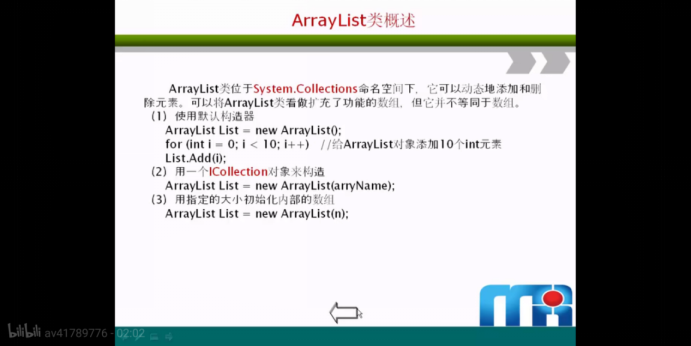 ArrayList类概述
ArrayList类位于System.Collections命名空间下，它可以动态地添加和删
除元素。可以将ArrayList类看做扩充了功能的数组，但它并不等同于数组。
(1) 使用默认构造器
ArrayList List = new ArrayList();
for (int i = 0; i < 10; i++) //给ArrayList对象添加10个int元素
List.Add(i);
(2) 用一个ICollection对象来构造
ArrayList List = new ArrayList(arryName);
(3) 用指定的大小初始化内部的数组
ArrayList List = new ArrayList(n);
bilibili av41789776 - 02:02